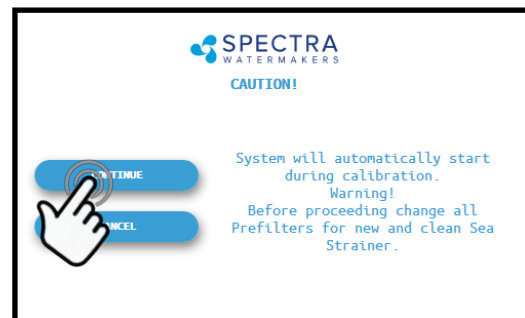 SPECTRA
WATERMAKERS
CAUTION!
System will automatically start
during calibration.
Warning!
Before proceeding change all
Prefilters for new and clean Sea
Strainer.